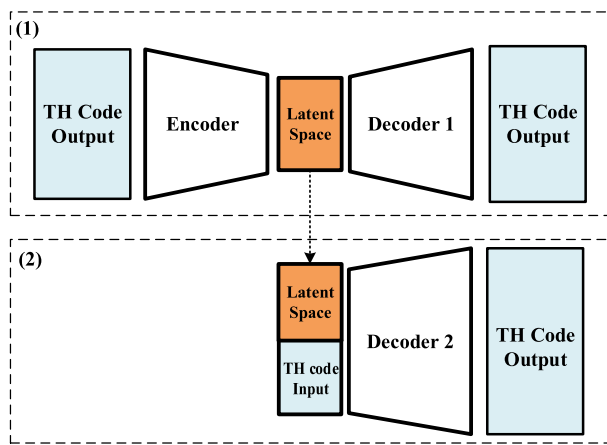 (1)
TH Code
Output
Encoder
Latent
Space
Decoder 1
TH Code
Output
(2)
Latent
Space
TH code
Input
Decoder 2
TH Code
Output